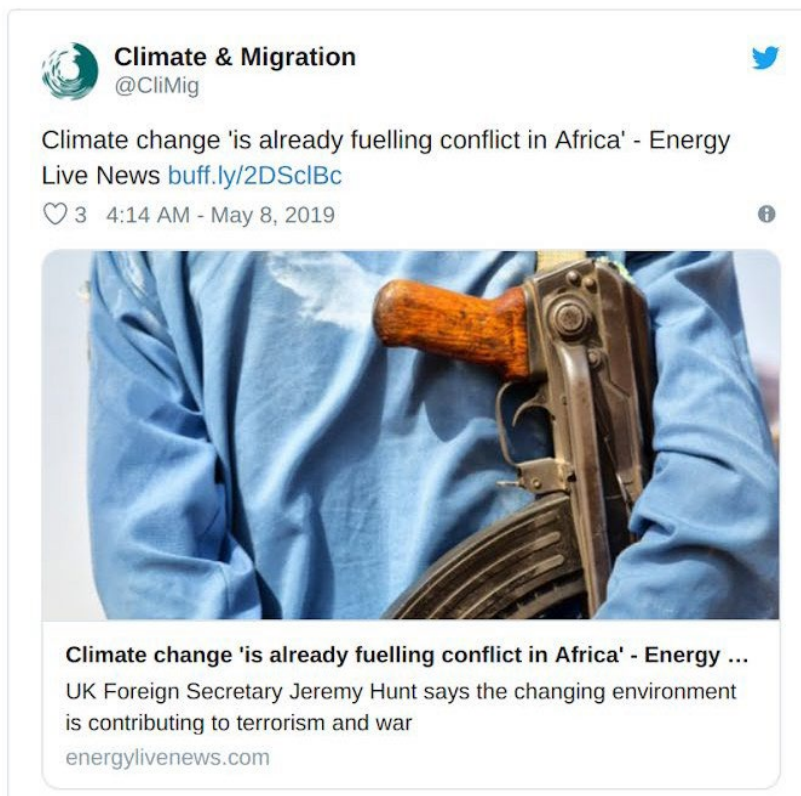 Climate & Migration
@CliMig
Climate change 'is already fuelling conflict in Africa' - Energy
Live News buff.ly/2DSclBc
3 4:14 AM - May 8, 2019
Climate change 'is already fuelling conflict in Africa' - Energy ...
UK Foreign Secretary Jeremy Hunt says the changing environment
is contributing to terrorism and war
energylivenews.com